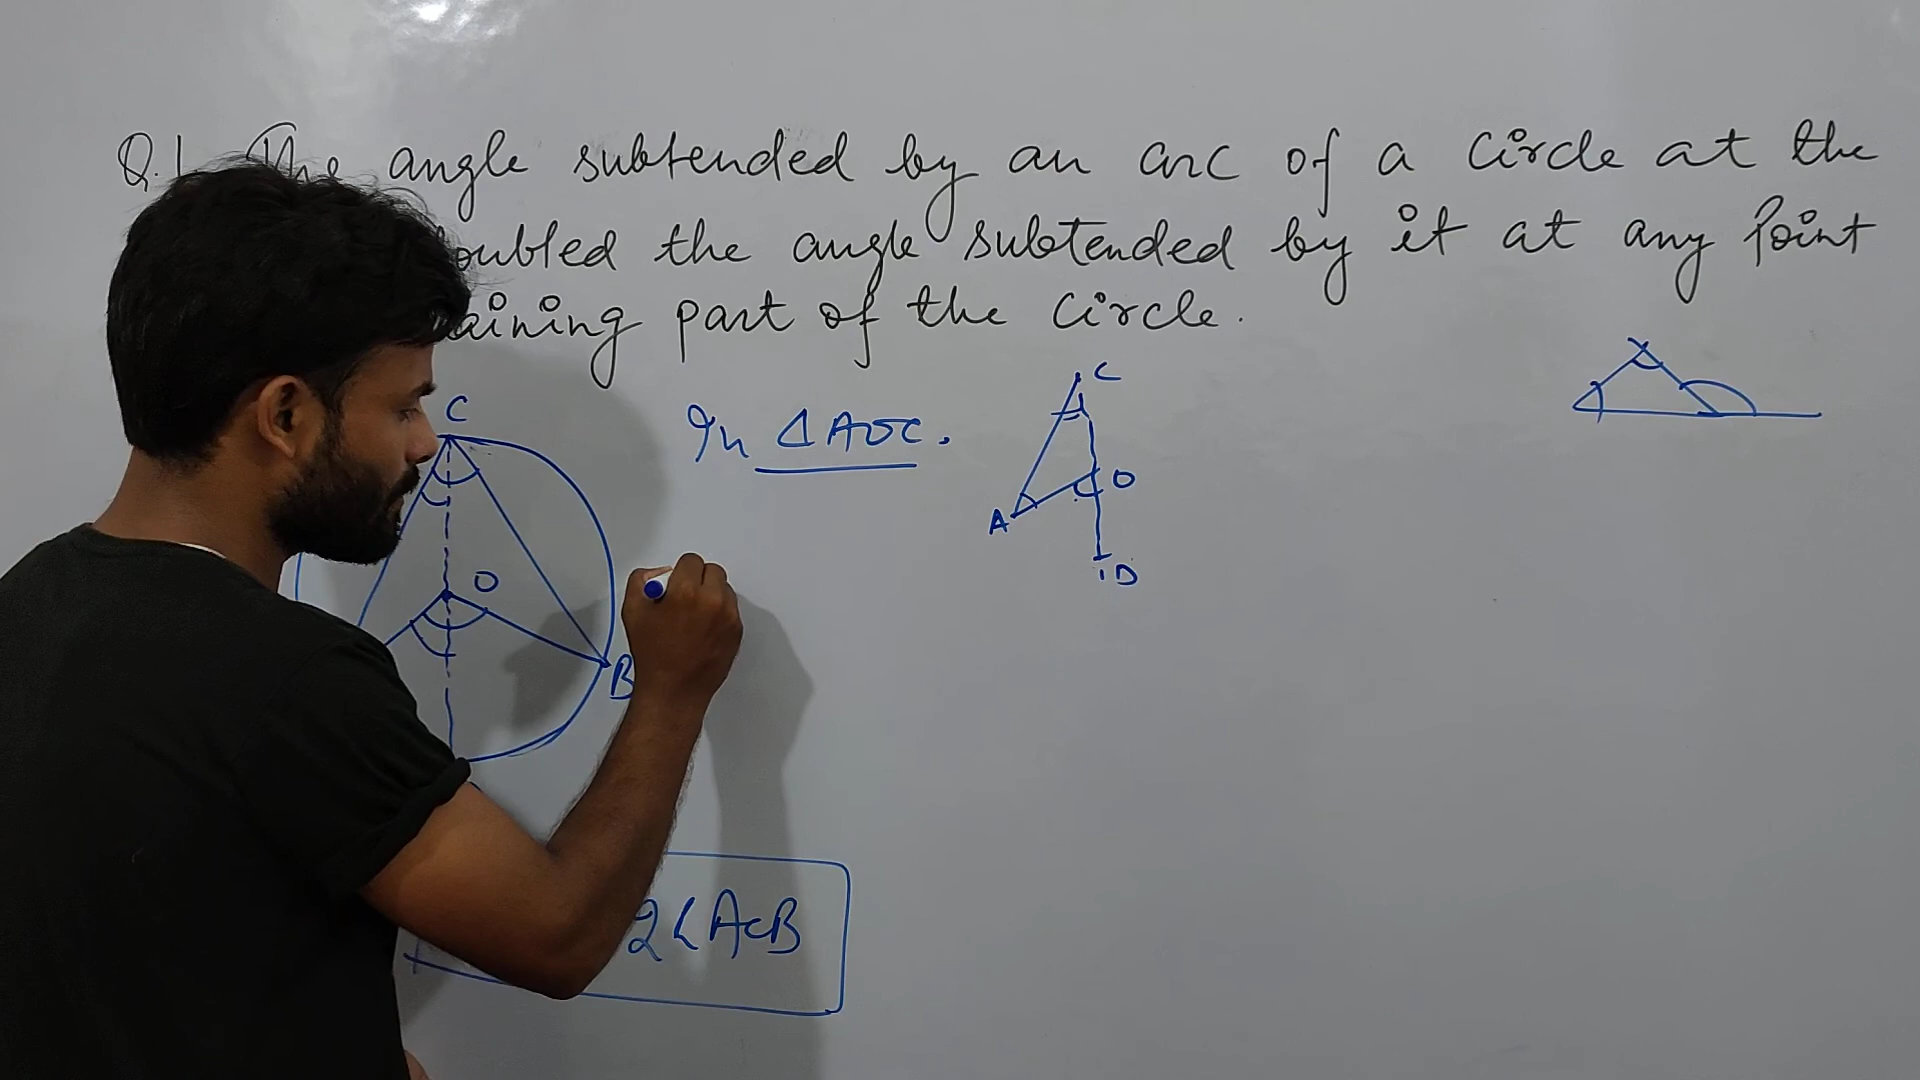 Q.1 The angle subtended by an arc of a circle at the
oubled the angle subtended by it at any point
aining part of the circle.
C
In △AOC.
C
O
A
D
O
B
2∠ACB